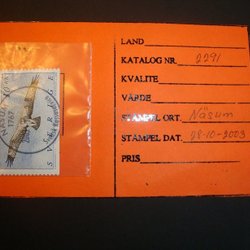 LAND
KATALOG NR. 2291
KVALITE
VÄRDE
STÄMPEL ORT. Näsum
STÄMPEL DAT. 28-10-2003
PRIS
SVERIGE